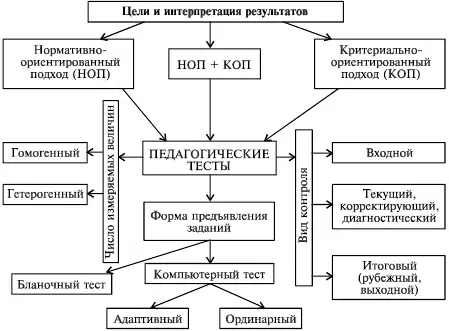 Цели и интерпретация результатов
Нормативно-
ориентированный
подход (НОП)
НОП + КОП
Критериально-
ориентированный
подход (КОП)
Число измеряемых величин
Гомогенный
Гетерогенный
ПЕДАГОГИЧЕСКИЕ
ТЕСТЫ
Вид контроля
Входной
Текущий,
корректирующий,
диагностический
Итоговый
(рубежный,
выходной)
Форма предъявления
заданий
Бланочный тест
Компьютерный тест
Адаптивный
Ординарный